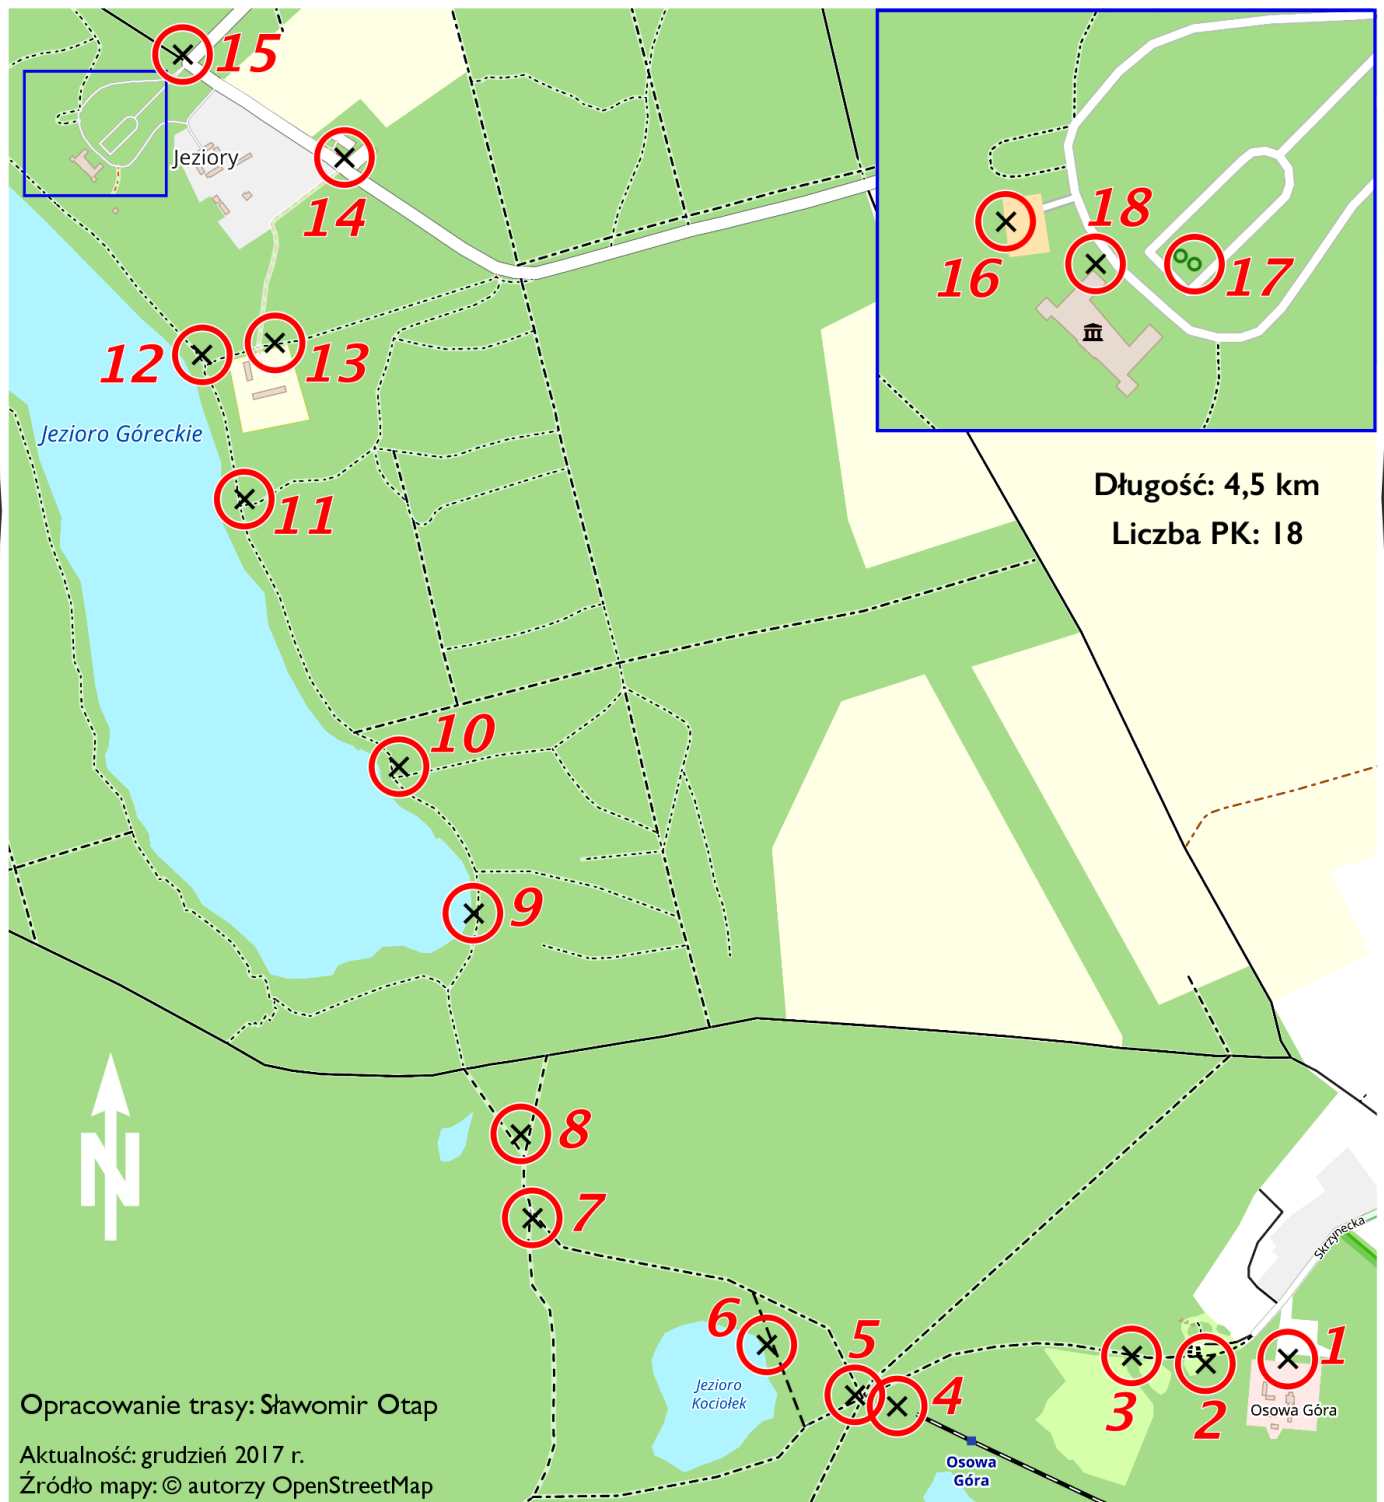 15
Jeziory
14
18
16
17
12
13
Jezioro Góreckie
11
Długość: 4,5 km
Liczba PK: 18
10
9
8
7
N
Skrzynecka
6
5
1
Jezioro
Kociołek
4
3
2
Osowa Góra
Osowa
Góra
Opracowanie trasy: Sławomir Otap
Aktualność: grudzień 2017 r.
Źródło mapy: © autorzy OpenStreetMap